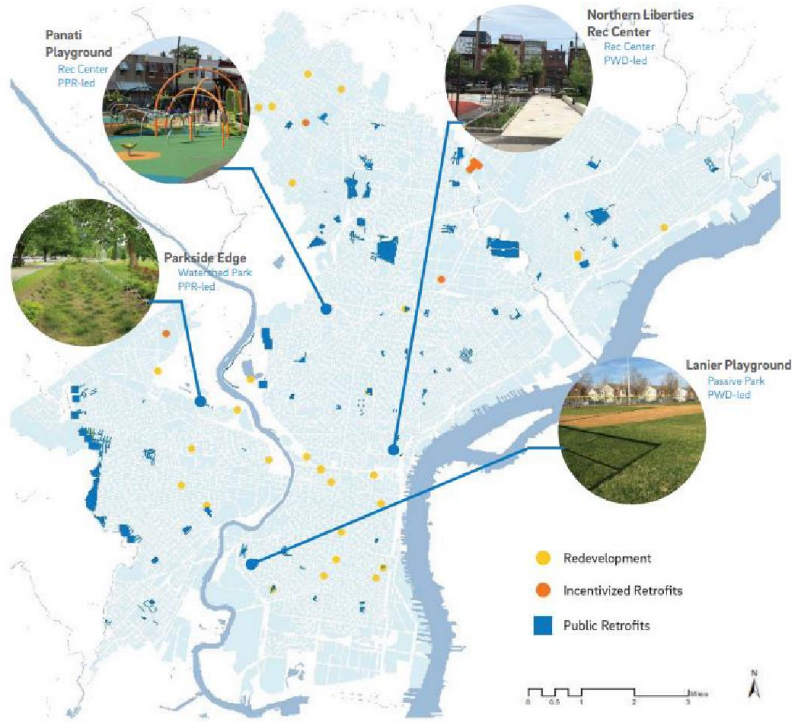 Panati
Playground
Rec Center
PPR-led
Northern Liberties
Rec Center
Rec Center
PWD-led
Parkside Edge
Watershed Park
PPR-led
Lanier Playground
Passive Park
PWD-led
Redevelopment
Incentivized Retrofits
Public Retrofits
N
0 0.5 1 2 3 Miles